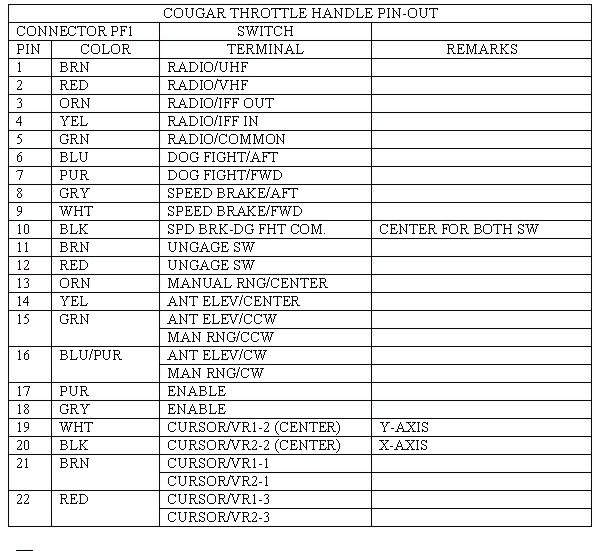 COUGAR THROTTLE HANDLE PIN-OUT
CONNECTOR PF1 SWITCH
PIN COLOR TERMINAL REMARKS
1 BRN RADIO/UHF
2 RED RADIO/VHF
3 ORN RADIO/IFF OUT
4 YEL RADIO/IFF IN
5 GRN RADIO/COMMON
6 BLU DOG FIGHT/AFT
7 PUR DOG FIGHT/FWD
8 GRY SPEED BRAKE/AFT
9 WHT SPEED BRAKE/FWD
10 BLK SPD BRK-DG FHT COM. CENTER FOR BOTH SW
11 BRN UNGAGE SW
12 RED UNGAGE SW
13 ORN MANUAL RNG/CENTER
14 YEL ANT ELEV/CENTER
15 GRN ANT ELEV/CCW
MAN RNG/CCW
16 BLU/PUR ANT ELEV/CW
MAN RNG/CW
17 PUR ENABLE
18 GRY ENABLE
19 WHT CURSOR/VR1-2 (CENTER) Y-AXIS
20 BLK CURSOR/VR2-2 (CENTER) X-AXIS
21 BRN CURSOR/VR1-1
CURSOR/VR2-1
22 RED CURSOR/VR1-3
CURSOR/VR2-3